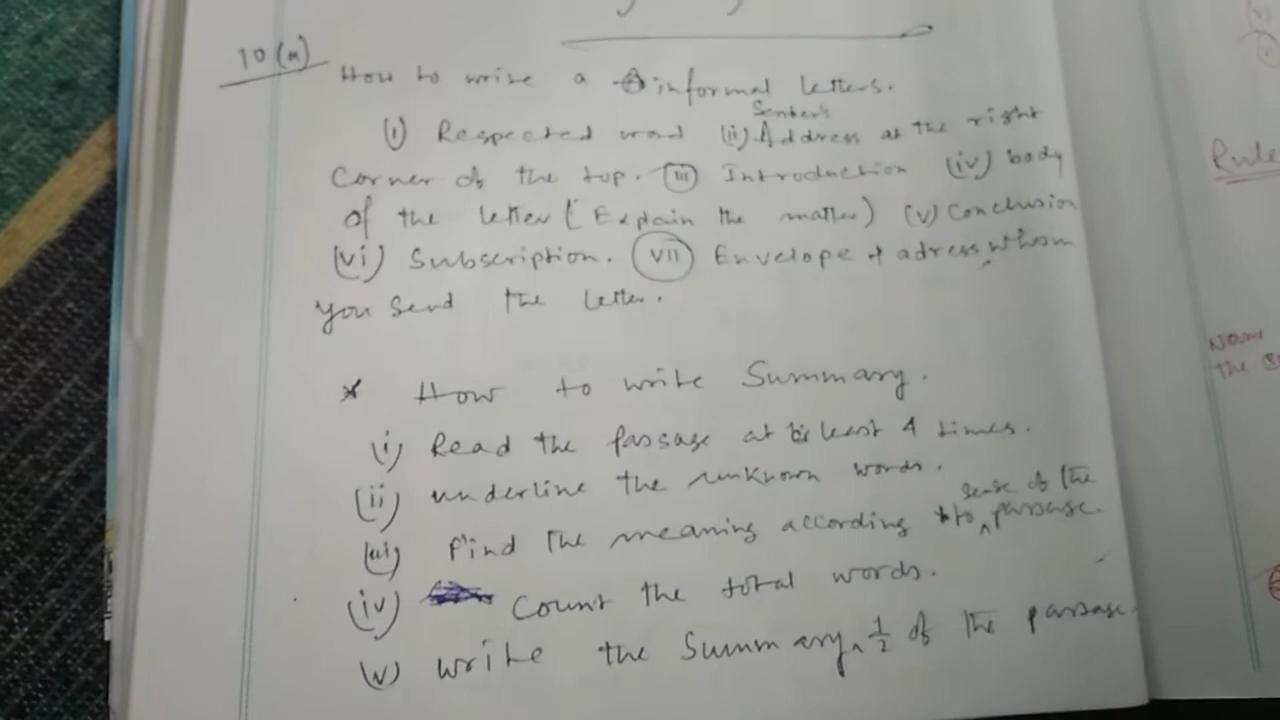 10 (a)
How to write a informal letters.
(i) Respected word (ii) Sender's Address at the right
corner of the top. (iii) Introduction (iv) body
of the letter (Explain the matter) (v) Conclusion
(vi) Subscription. (VII) Envelope & adress whom
you send the letter.
* How to write Summary.
(i) Read the passage at least 4 times.
(ii) underline the unknown words.
(iii) Find the meaning according to sense of the passage.
(iv) Count the total words.
(v) write the Summary 1/2 of the passage.
Rule
Noun
the